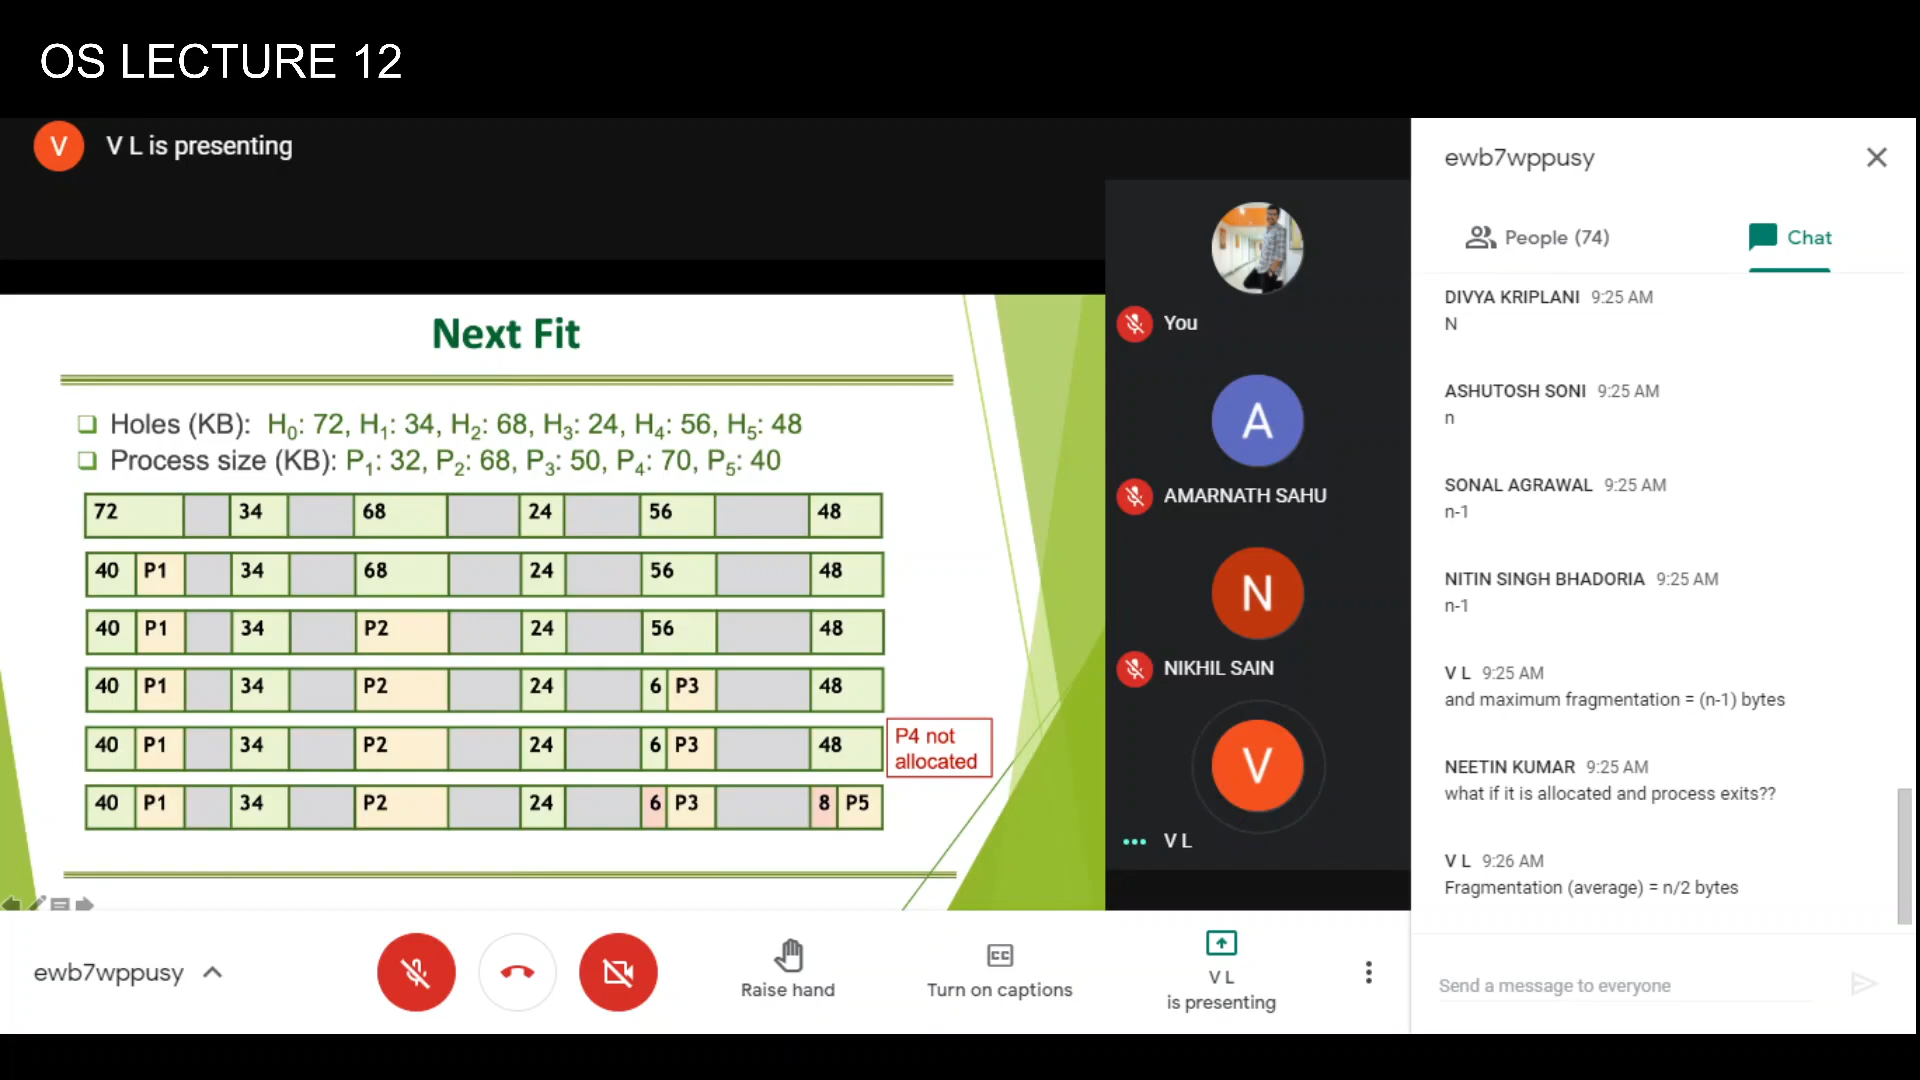 OS LECTURE 12
V
V L is presenting
Next Fit
Holes (KB): H0: 72, H1: 34, H2: 68, H3: 24, H4: 56, H5: 48
Process size (KB): P1: 32, P2: 68, P3: 50, P4: 70, P5: 40
72 34 68 24 56 48
40 P1 34 68 24 56 48
40 P1 34 P2 24 56 48
40 P1 34 P2 24 6 P3 48
40 P1 34 P2 24 6 P3 48
P4 not
allocated
40 P1 34 P2 24 6 P3 8 P5
You
A
AMARNATH SAHU
N
NIKHIL SAIN
V
V L
ewb7wppusy
People (74)
Chat
DIVYA KRIPLANI 9:25 AM
N
ASHUTOSH SONI 9:25 AM
n
SONAL AGRAWAL 9:25 AM
n-1
NITIN SINGH BHADORIA 9:25 AM
n-1
V L 9:25 AM
and maximum fragmentation = (n-1) bytes
NEETIN KUMAR 9:25 AM
what if it is allocated and process exits??
V L 9:26 AM
Fragmentation (average) = n/2 bytes
Send a message to everyone
ewb7wppusy
Raise hand
CC
Turn on captions
V L
is presenting